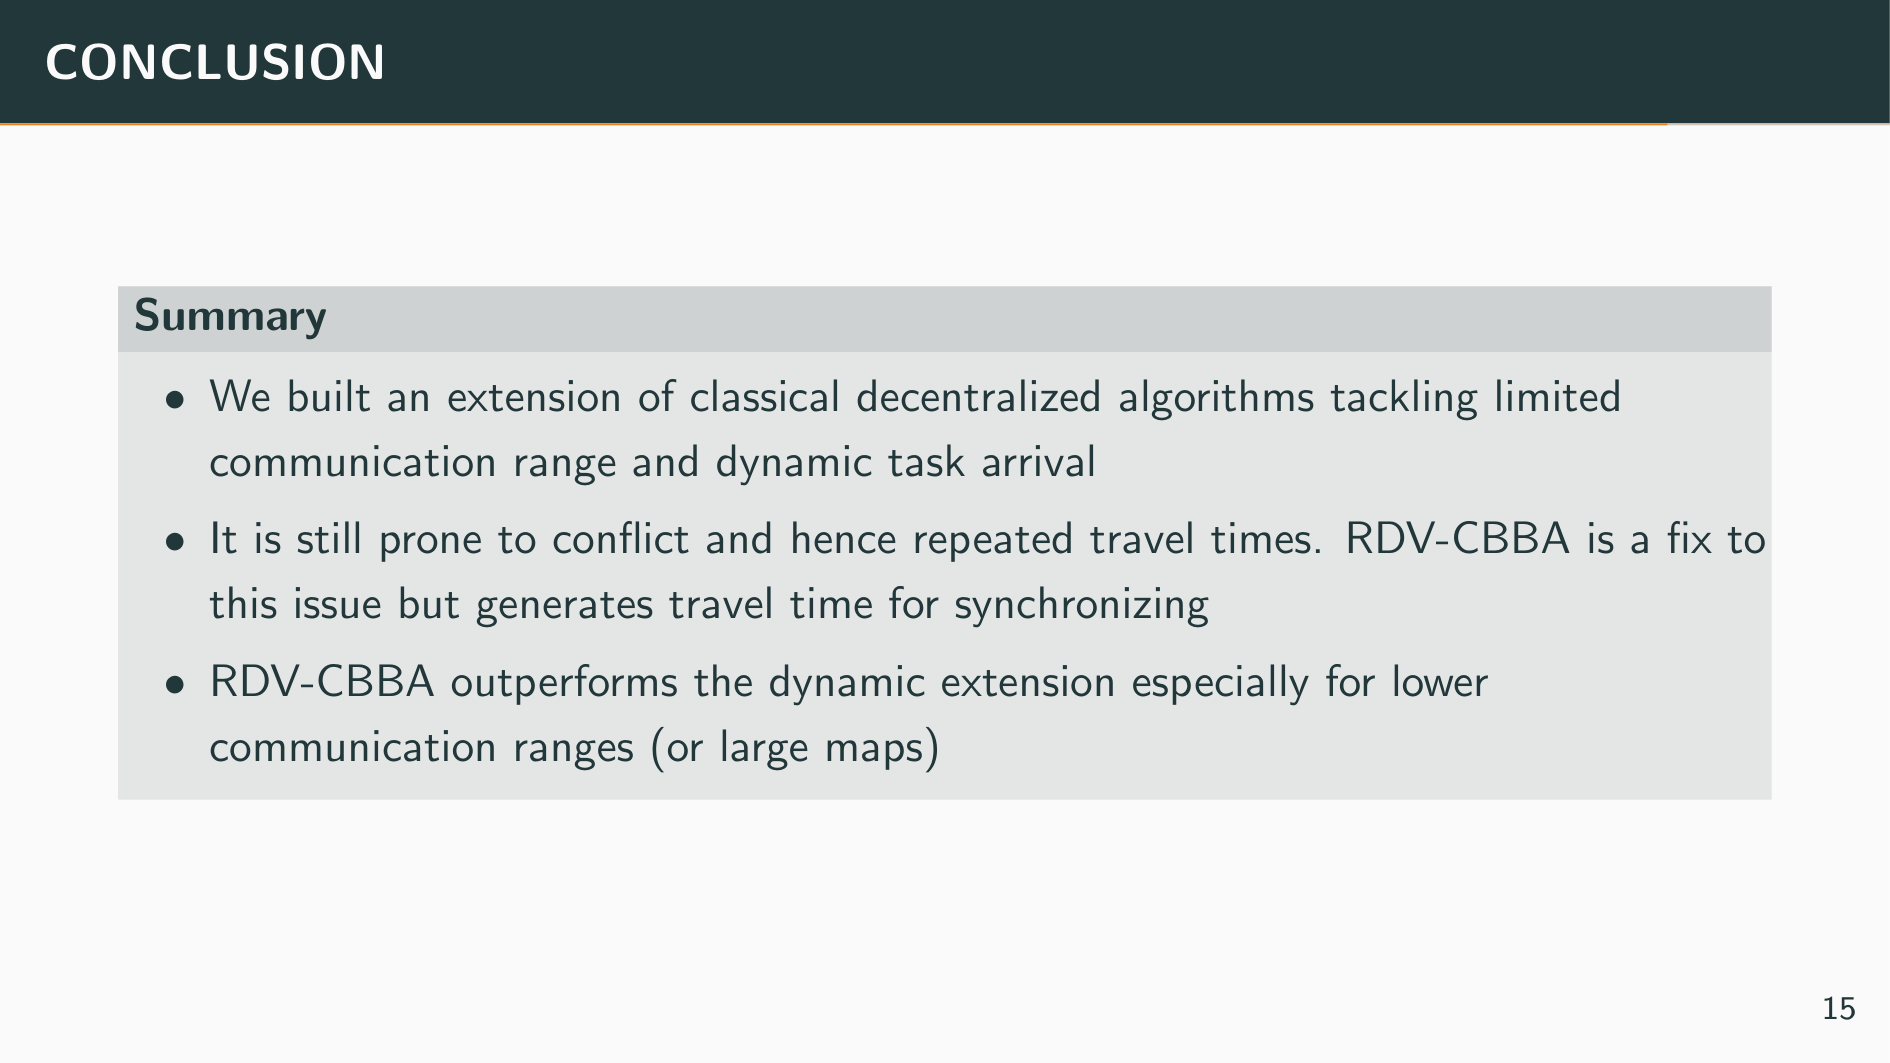 CONCLUSION
Summary
• We built an extension of classical decentralized algorithms tackling limited
communication range and dynamic task arrival
• It is still prone to conflict and hence repeated travel times. RDV-CBBA is a fix to
this issue but generates travel time for synchronizing
• RDV-CBBA outperforms the dynamic extension especially for lower
communication ranges (or large maps)
15